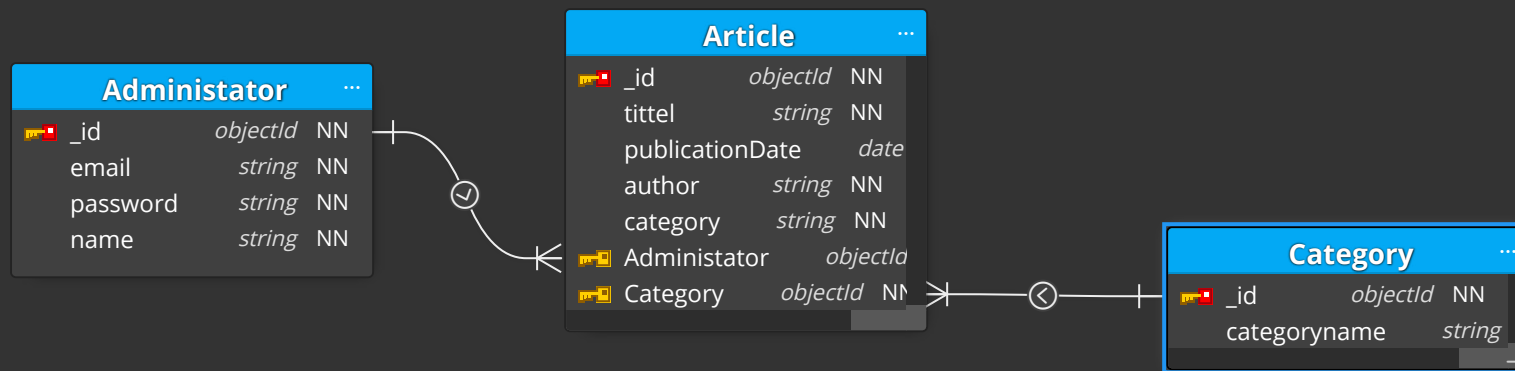 Administator ...
_id objectId NN
email string NN
password string NN
name string NN
Article ...
_id objectId NN
tittel string NN
publicationDate date
author string NN
category string NN
Administator objectId
Category objectId NN
Category ...
_id objectId NN
categoryname string